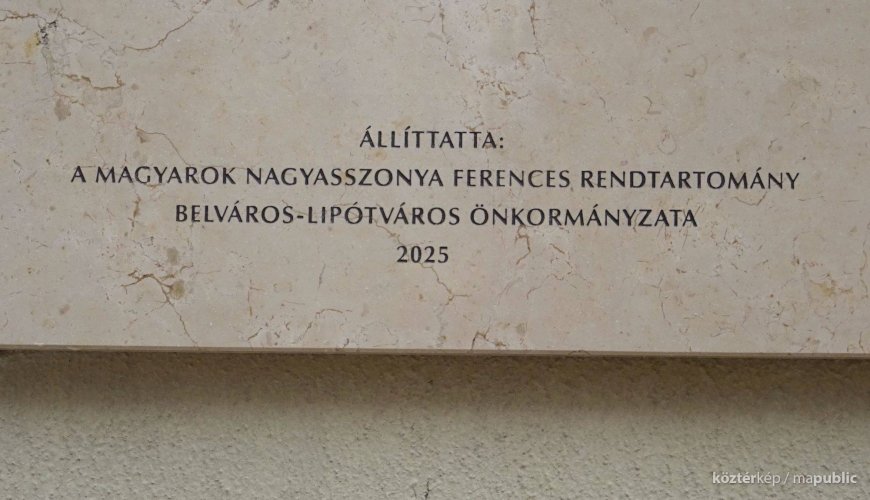 ÁLLÍTTATTA:
A MAGYAROK NAGYASSZONYA FERENCES RENDTARTOMÁNY
BELVÁROS-LIPÓTVÁROS ÖNKORMÁNYZATA
2025
köztérkép / mapublic